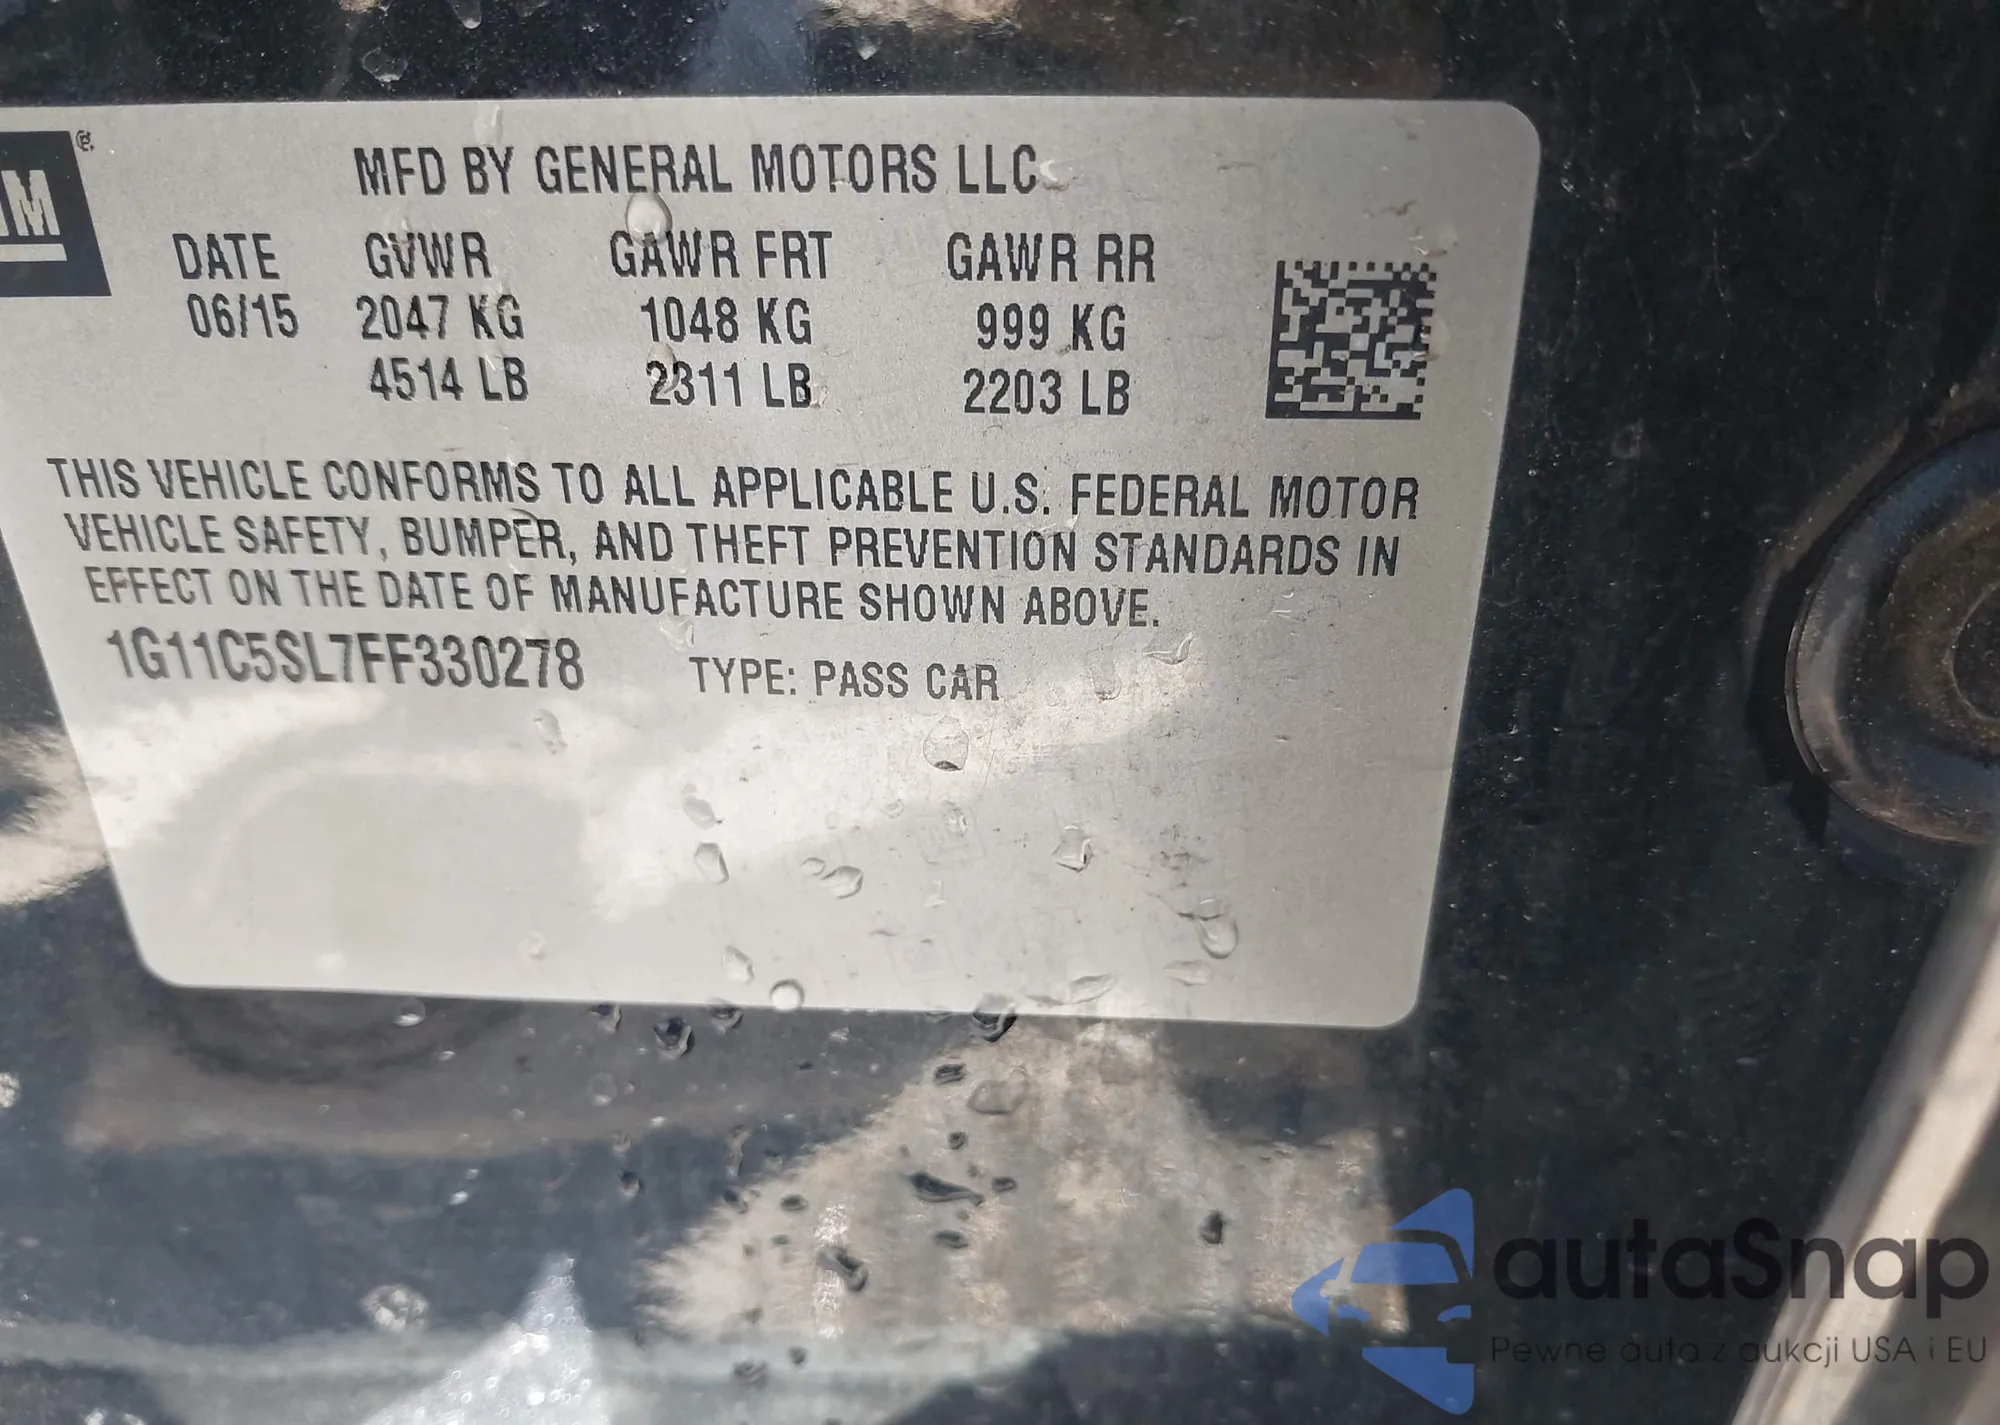 GM®
MFD BY GENERAL MOTORS LLC
DATE GVWR GAWR FRT GAWR RR
06/15 2047 KG 1048 KG 999 KG
4514 LB 2311 LB 2203 LB
THIS VEHICLE CONFORMS TO ALL APPLICABLE U.S. FEDERAL MOTOR
VEHICLE SAFETY, BUMPER, AND THEFT PREVENTION STANDARDS IN
EFFECT ON THE DATE OF MANUFACTURE SHOWN ABOVE.
1G11C5SL7FF330278 TYPE: PASS CAR
autaSnap
Pewne auta z aukcji USA i EU